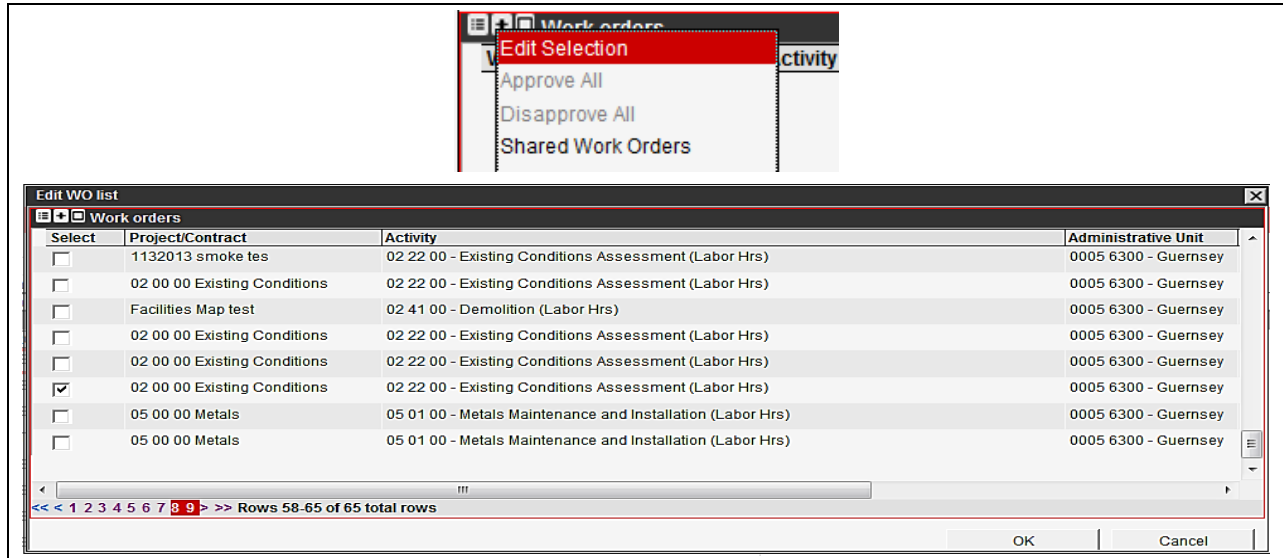 Work orders
Edit Selection
ctivity
Approve All
Disapprove All
Shared Work Orders
Edit WO list
Work orders
Select Project/Contract Activity Administrative Unit
1132013 smoke tes 02 22 00 - Existing Conditions Assessment (Labor Hrs) 0005 6300 - Guernsey
02 00 00 Existing Conditions 02 22 00 - Existing Conditions Assessment (Labor Hrs) 0005 6300 - Guernsey
Facilities Map test 02 41 00 - Demolition (Labor Hrs) 0005 6300 - Guernsey
02 00 00 Existing Conditions 02 22 00 - Existing Conditions Assessment (Labor Hrs) 0005 6300 - Guernsey
02 00 00 Existing Conditions 02 22 00 - Existing Conditions Assessment (Labor Hrs) 0005 6300 - Guernsey
02 00 00 Existing Conditions 02 22 00 - Existing Conditions Assessment (Labor Hrs) 0005 6300 - Guernsey
05 00 00 Metals 05 01 00 - Metals Maintenance and Installation (Labor Hrs) 0005 6300 - Guernsey
05 00 00 Metals 05 01 00 - Metals Maintenance and Installation (Labor Hrs) 0005 6300 - Guernsey
<< < 1 2 3 4 5 6 7 8 9 > >> Rows 58-65 of 65 total rows
OK Cancel